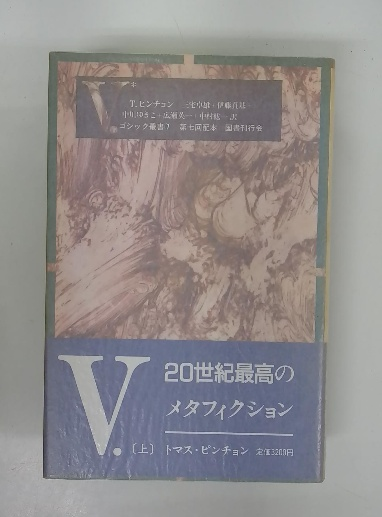 V.*
T.ピンチョン 三宅卓雄・伊藤貞基・
中川ゆきこ・広瀬英一・中村紘一 訳
ゴシック叢書7 第七回配本 国書刊行会
V.
20世紀最高の
メタフィクション
〔上〕 トマス・ピンチョン 定価3200円